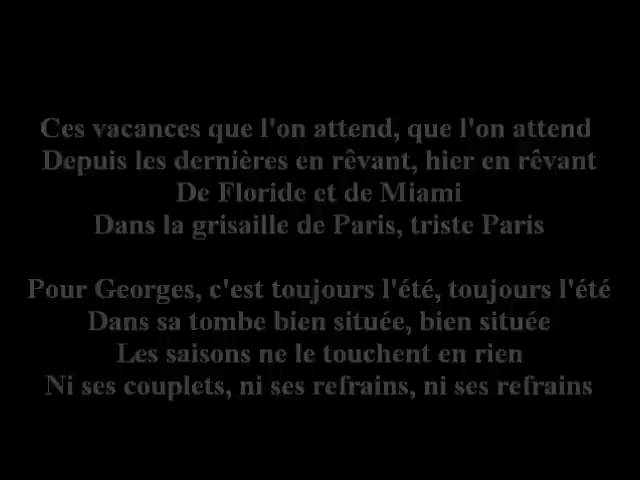 Ces vacances que l'on attend, que l'on attend
Depuis les dernières en rêvant, hier en rêvant
De Floride et de Miami
Dans la grisaille de Paris, triste Paris
Pour Georges, c'est toujours l'été, toujours l'été
Dans sa tombe bien située, bien située
Les saisons ne le touchent en rien
Ni ses couplets, ni ses refrains, ni ses refrains